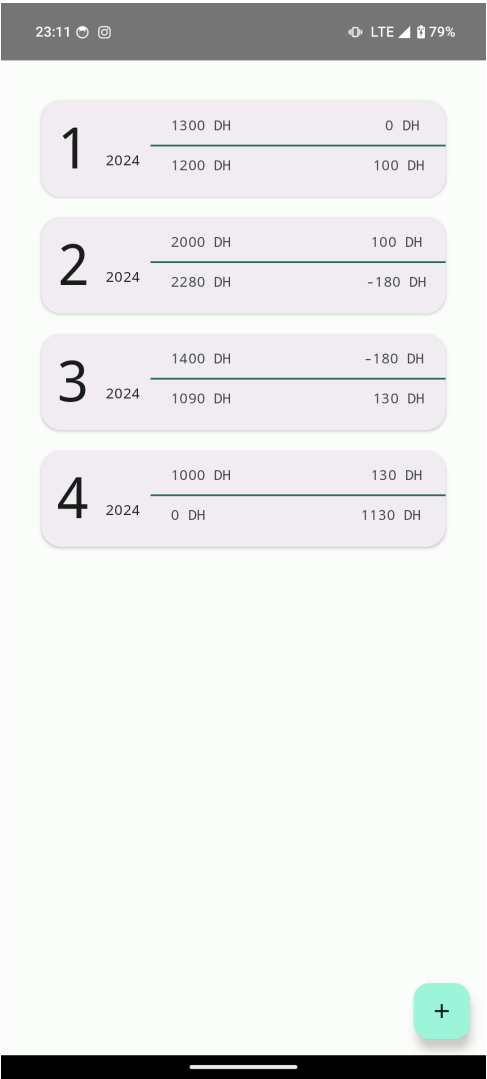 23:11 LTE 79%
1 2024 1300 DH 0 DH
1200 DH 100 DH
2 2024 2000 DH 100 DH
2280 DH -180 DH
3 2024 1400 DH -180 DH
1090 DH 130 DH
4 2024 1000 DH 130 DH
0 DH 1130 DH
+